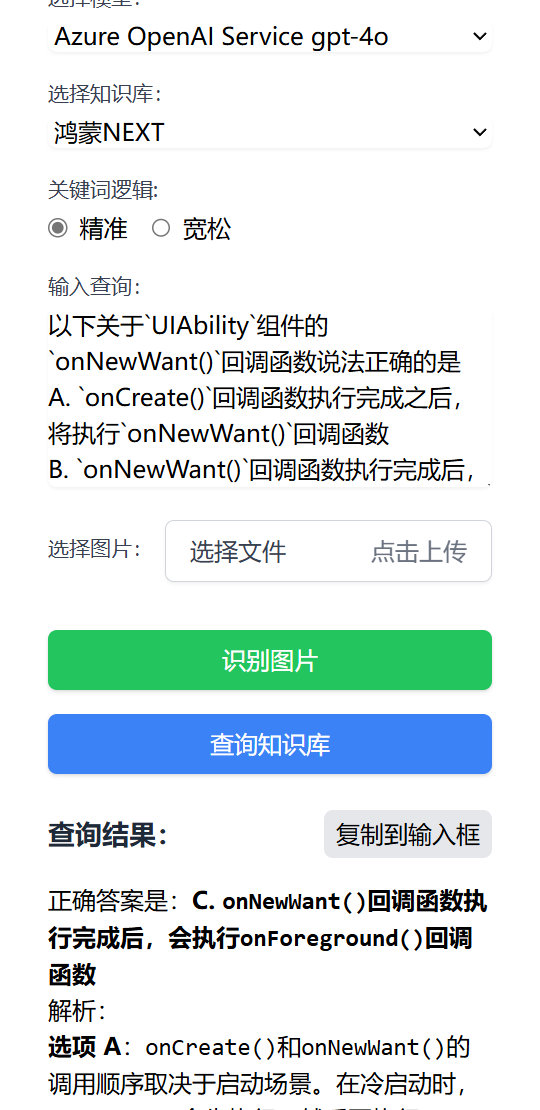 选择模型：
Azure OpenAI Service gpt-4o
选择知识库：
鸿蒙NEXT
关键词逻辑:
精准 宽松
输入查询：
以下关于`UIAbility`组件的
`onNewWant()`回调函数说法正确的是
A. `onCreate()`回调函数执行完成之后，
将执行`onNewWant()`回调函数
B. `onNewWant()`回调函数执行完成后，
选择图片： 选择文件 点击上传
识别图片
查询知识库
查询结果： 复制到输入框
正确答案是：C. onNewWant()回调函数执
行完成后，会执行onForeground()回调
函数
解析：
选项 A：onCreate()和onNewWant()的
调用顺序取决于启动场景。在冷启动时，